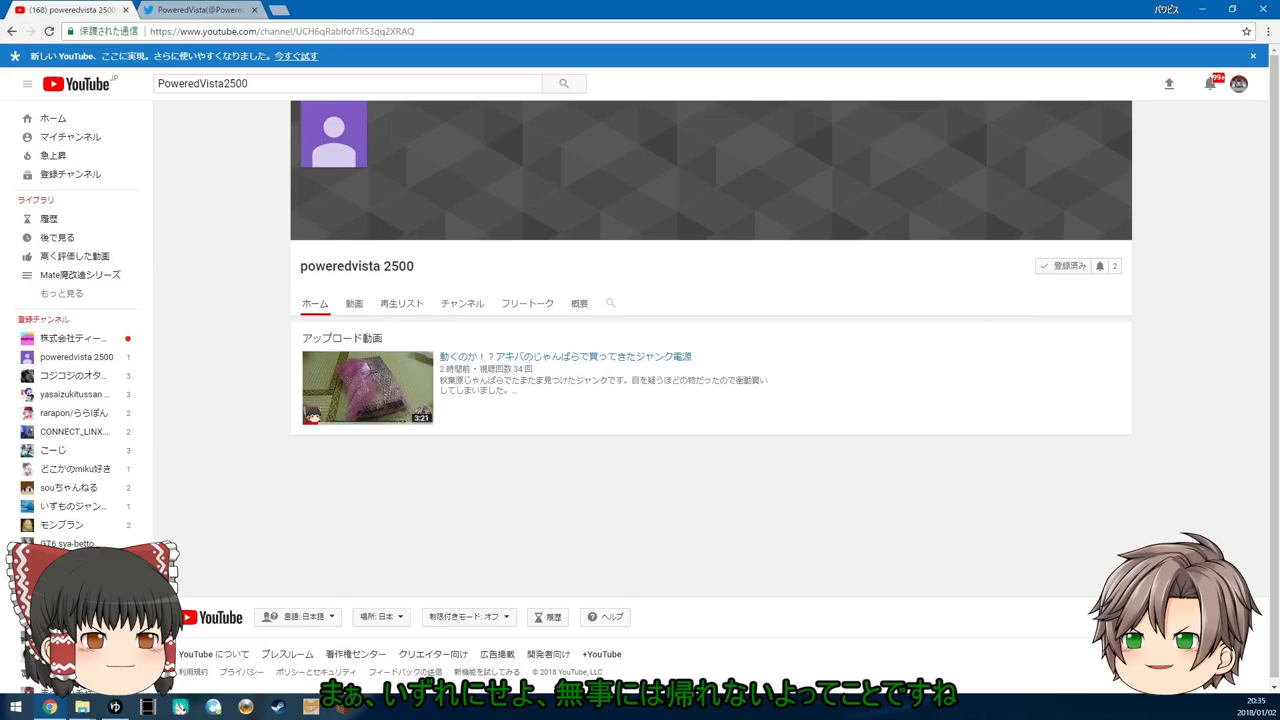 (168) poweredvista 2500
PoweredVista(@Powere
パワビス
保護された通信
https://www.youtube.com/channel/UCH6qRabIfof7IiS3qq2XRAQ
新しい YouTube、ここに実現。さらに使いやすくなりました。今すぐ試す
YouTube JP
PoweredVista2500
99+
ホーム
マイチャンネル
急上昇
登録チャンネル
ライブラリ
履歴
後で見る
高く評価した動画
Mate魔改造シリーズ
もっと見る
登録チャンネル
株式会社ティー...
poweredvista 2500 1
コジコジのオタ... 3
yasaizukitussan ... 3
rarapon/ららぽん 2
CONNECT_LINX.... 2
こーじ 3
どこかのmiku好き 1
souちゃんねる 2
いずものジャン... 1
モンブラン 2
GT6 sya-betto
poweredvista 2500
登録済み 2
ホーム 動画 再生リスト チャンネル フリートーク 概要
アップロード動画
動くのか！？アキバのじゃんぱらで買ってきたジャンク電源
2 時間前・視聴回数 34 回
秋葉原じゃんぱらでたまたま見つけたジャンクです。目を疑うほどの物だったので衝動買い
してしまいました。...
3:21
YouTube
言語: 日本語
場所: 日本
制限付きモード: オフ
履歴
ヘルプ
YouTube について プレスルーム 著作権センター クリエイター向け 広告掲載 開発者向け +YouTube
利用規約 プライバシー ポリシーとセキュリティ フィードバックの送信 新機能を試してみる © 2018 YouTube, LLC
まぁ、いずれにせよ、無事には帰れないよってことですね
20:35
2018/01/02